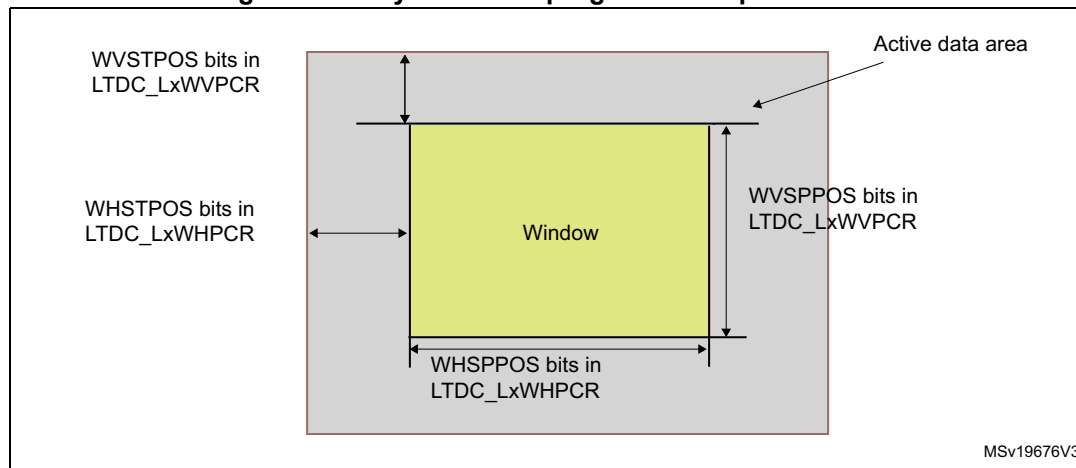 WVSTPOS bits in
LTDC_LxWVPCR
Active data area
WHSTPOS bits in
LTDC_LxWHPCR
Window
WVSPPOS bits in
LTDC_LxWVPCR
WHSPPOS bits in
LTDC_LxWHPCR
MSv19676V3